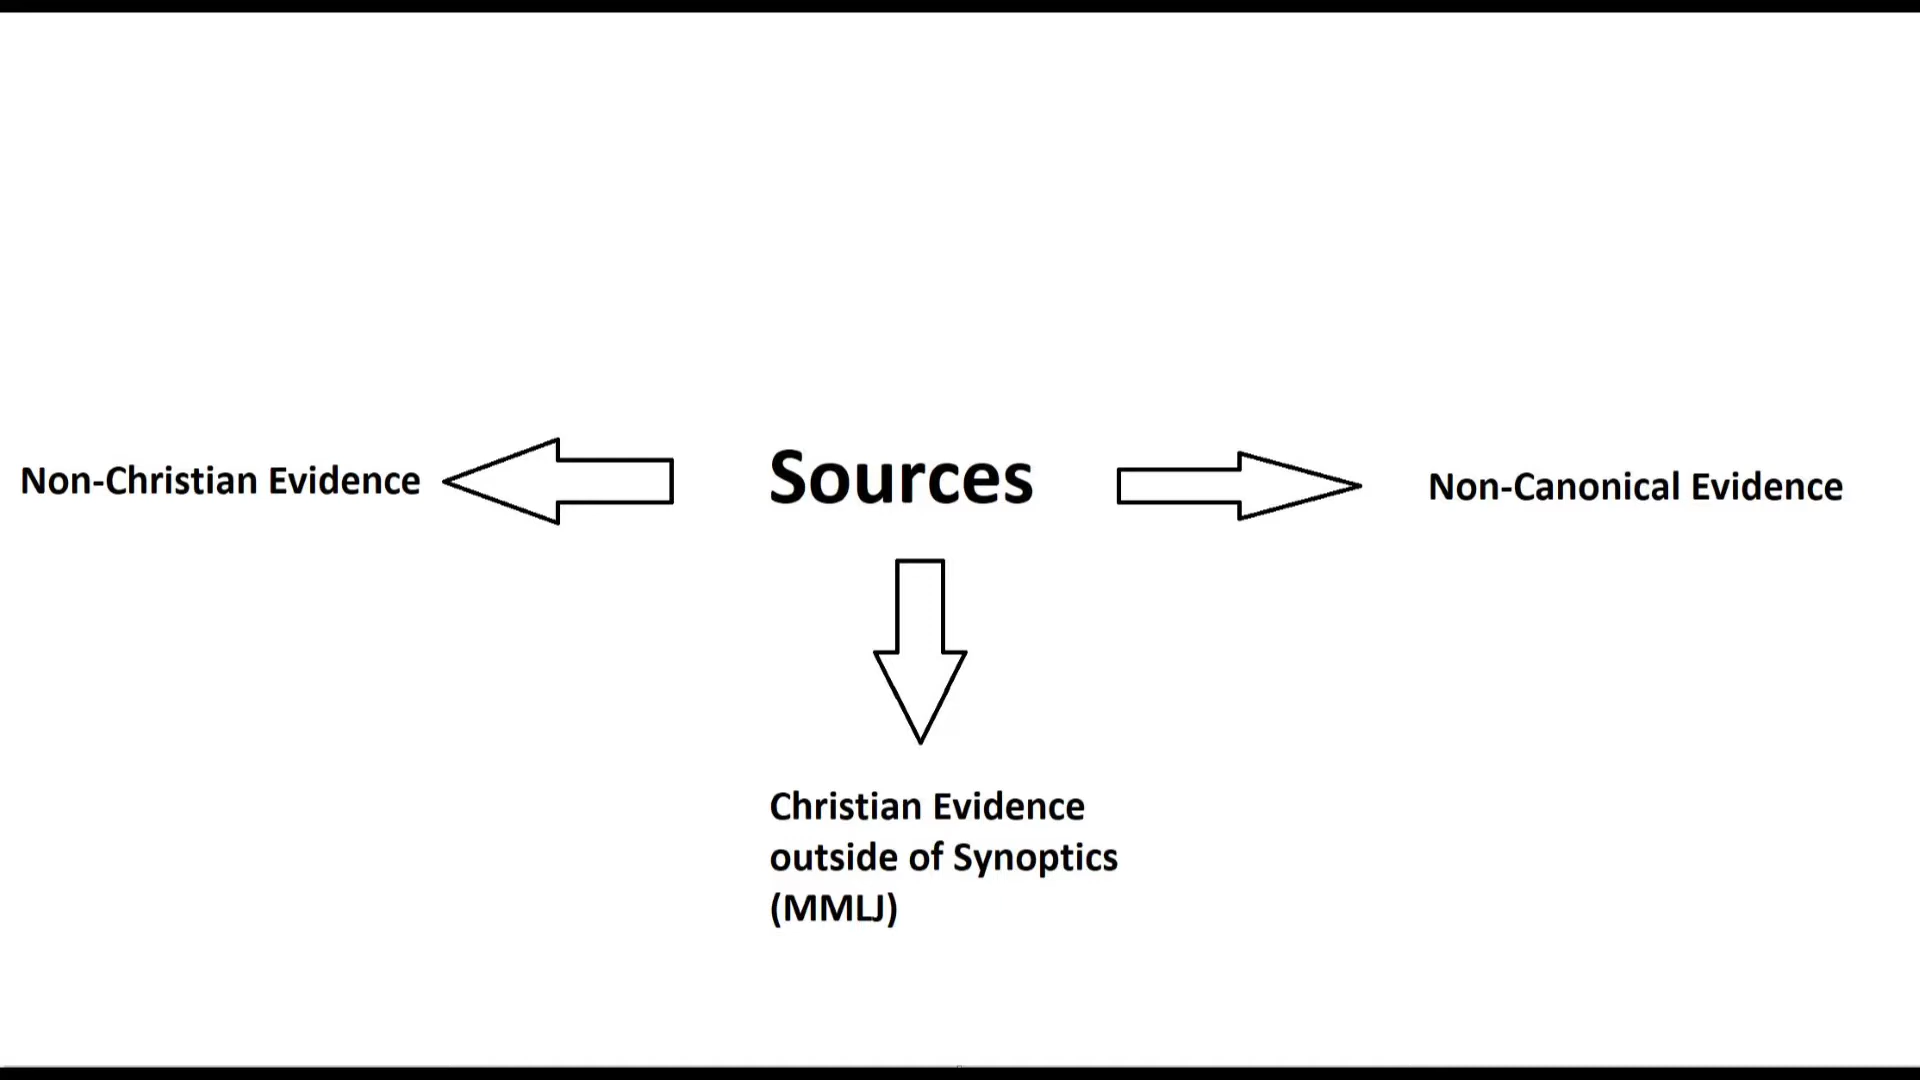 Non-Christian Evidence
Sources
Non-Canonical Evidence
Christian Evidence
outside of Synoptics
(MMLJ)